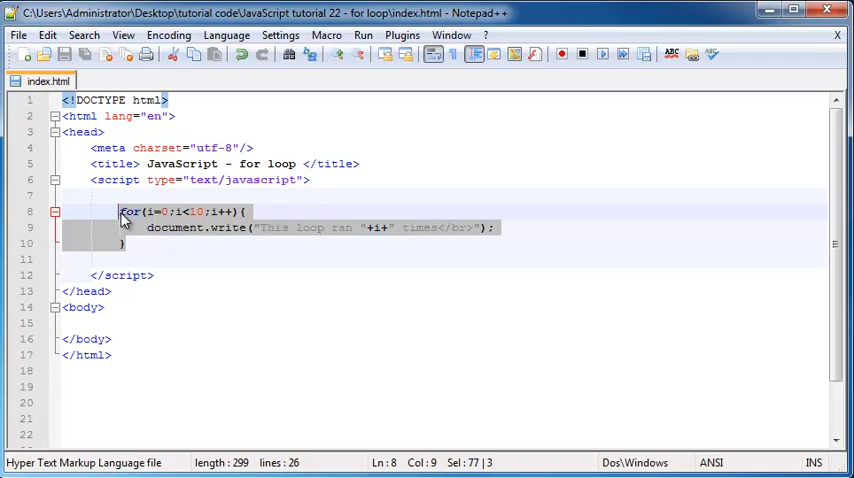 C:\Users\Administrator\Desktop\tutorial code\JavaScript tutorial 22 - for loop\index.html - Notepad++
File Edit Search View Encoding Language Settings Macro Run Plugins Window ? X
ABC ABC
index.html
1 <!DOCTYPE html>
2 <html lang="en">
3 <head>
4 <meta charset="utf-8"/>
5 <title> JavaScript - for loop </title>
6 <script type="text/javascript">
7
8 for(i=0;i<10;i++){
9 document.write("This loop ran "+i+" times</br>");
10 }
11
12 </script>
13 </head>
14 <body>
15
16 </body>
17 </html>
18
19
20
21
22
Hyper Text Markup Language file length : 299 lines : 26 Ln : 8 Col : 9 Sel : 77 | 3 Dos\Windows ANSI INS